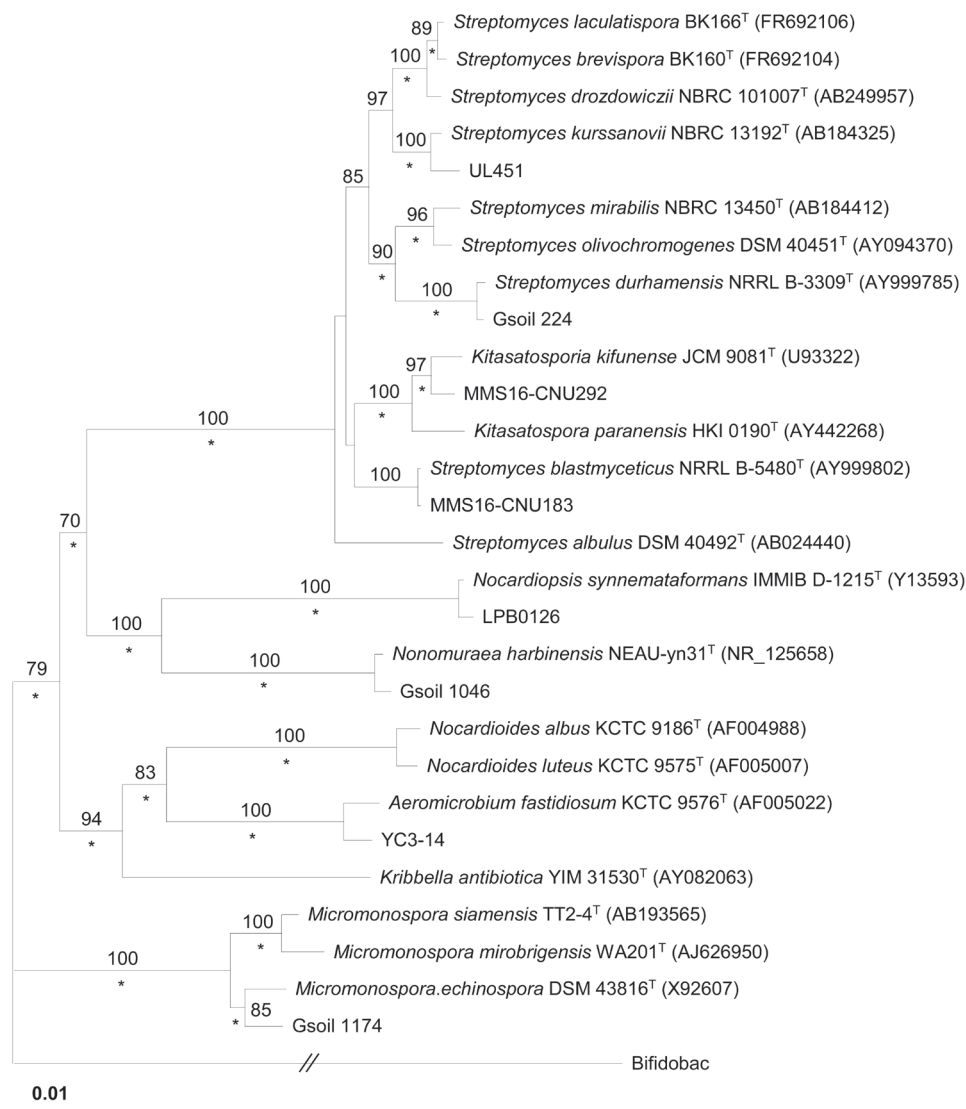 89
Streptomyces laculatispora BK166ᵀ (FR692106)
*
Streptomyces brevispora BK160ᵀ (FR692104)
100
*
Streptomyces drozdowiczii NBRC 101007ᵀ (AB249957)
97
Streptomyces kurssanovii NBRC 13192ᵀ (AB184325)
100
*
UL451
85
Streptomyces mirabilis NBRC 13450ᵀ (AB184412)
96
*
Streptomyces olivochromogenes DSM 40451ᵀ (AY094370)
90
*
Streptomyces durhamensis NRRL B-3309ᵀ (AY999785)
100
*
Gsoil 224
Kitasatosporia kifunense JCM 9081ᵀ (U93322)
97
*
MMS16-CNU292
100
*
Kitasatospora paranensis HKI 0190ᵀ (AY442268)
100
*
Streptomyces blastmyceticus NRRL B-5480ᵀ (AY999802)
100
MMS16-CNU183
70
*
Streptomyces albulus DSM 40492ᵀ (AB024440)
Nocardiopsis synnemataformans IMMIB D-1215ᵀ (Y13593)
100
*
LPB0126
100
*
Nonomuraea harbinensis NEAU-yn31ᵀ (NR_125658)
100
*
Gsoil 1046
79
*
Nocardioides albus KCTC 9186ᵀ (AF004988)
100
*
Nocardioides luteus KCTC 9575ᵀ (AF005007)
83
*
Aeromicrobium fastidiosum KCTC 9576ᵀ (AF005022)
100
*
YC3-14
94
*
Kribbella antibiotica YIM 31530ᵀ (AY082063)
Micromonospora siamensis TT2-4ᵀ (AB193565)
100
*
Micromonospora mirobrigensis WA201ᵀ (AJ626950)
100
*
Micromonospora.echinospora DSM 43816ᵀ (X92607)
85
*
Gsoil 1174
Bifidobac
0.01